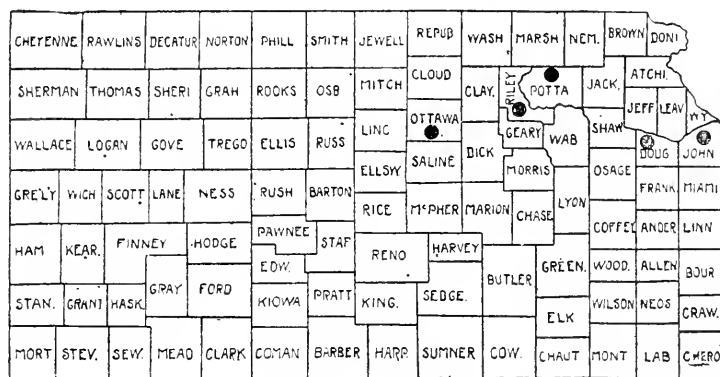 CHEYENNE RAWLINS DECATUR NORTON PHILL SMITH JEWELL REPUB WASH MARSH NEM. BROWN DONI
SHERMAN THOMAS SHERI GRAH ROOKS OSB MITCH CLOUD CLAY. RILEY POTTA JACK. ATCHI.
JEFF LEAV WY
WALLACE LOGAN GOVE TREGO ELLIS RUSS LINC OTTAWA GEARY WAB SHAW DOUG JOHN
ELLSW SALINE DICK MORRIS OSAGE
GRE'LY WICH SCOTT LANE NESS RUSH BARTON RICE McPHER MARION CHASE LYON FRANK. MIAMI
HAM KEAR. FINNEY HODGE PAWNEE STAF RENO HARVEY COFFEE ANDER LINN
EDW. BUTLER GREEN. WOOD. ALLEN BOUR
STAN. GRANT HASK. GRAY FORD KIOWA PRATT KING. SEDG&E. ELK WILSON NEOS. CRAW.
MORT STEV. SEW. MEAD CLARK COMAN BARBER HARP. SUMNER COW. CHAUT MONT LAB CHERO